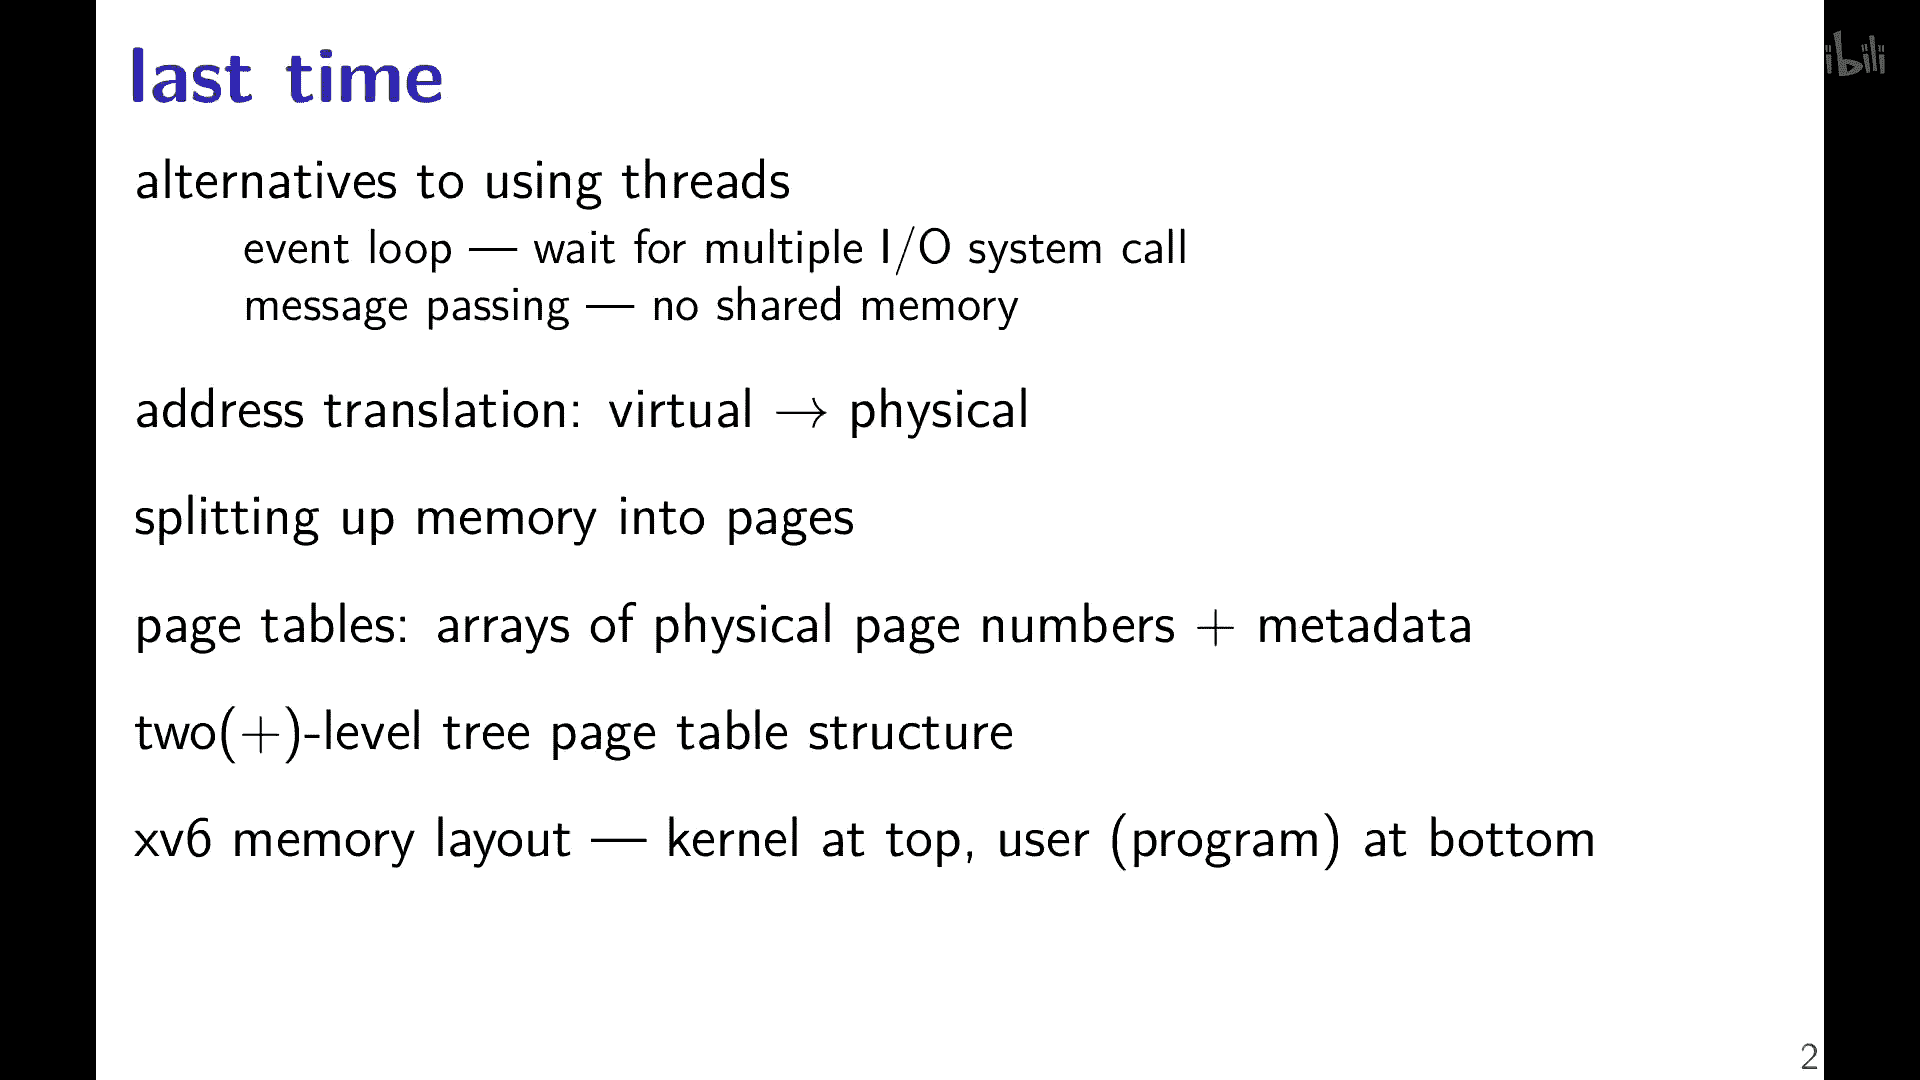 last time
alternatives to using threads
event loop — wait for multiple I/O system call
message passing — no shared memory
address translation: virtual → physical
splitting up memory into pages
page tables: arrays of physical page numbers + metadata
two(+)-level tree page table structure
xv6 memory layout — kernel at top, user (program) at bottom
2